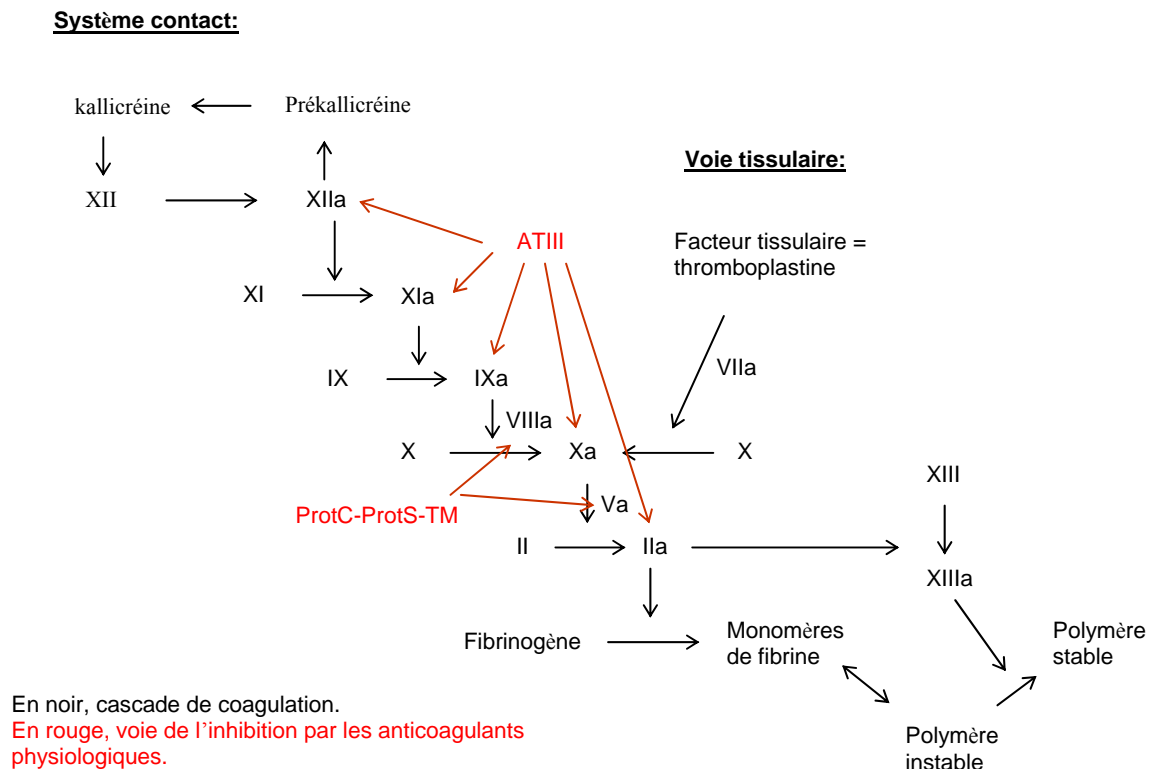 Système contact:
kallicréine
Prékallicréine
Voie tissulaire:
XII
XIIa
ATIII
Facteur tissulaire =
thromboplastine
XI
XIa
IX
IXa
VIIa
VIIIa
X
Xa
X
XIII
ProtC-ProtS-TM
Va
II
IIa
XIIIa
Fibrinogène
Monomères
de fibrine
Polymère
stable
En noir, cascade de coagulation.
En rouge, voie de l'inhibition par les anticoagulants
physiologiques.
Polymère
instable